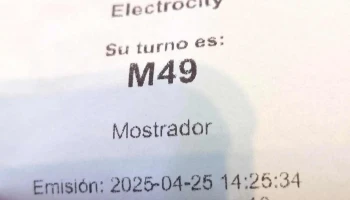 Electrocity
Su turno es:
M49
Mostrador
Emisión: 2025-04-25 14:25:34